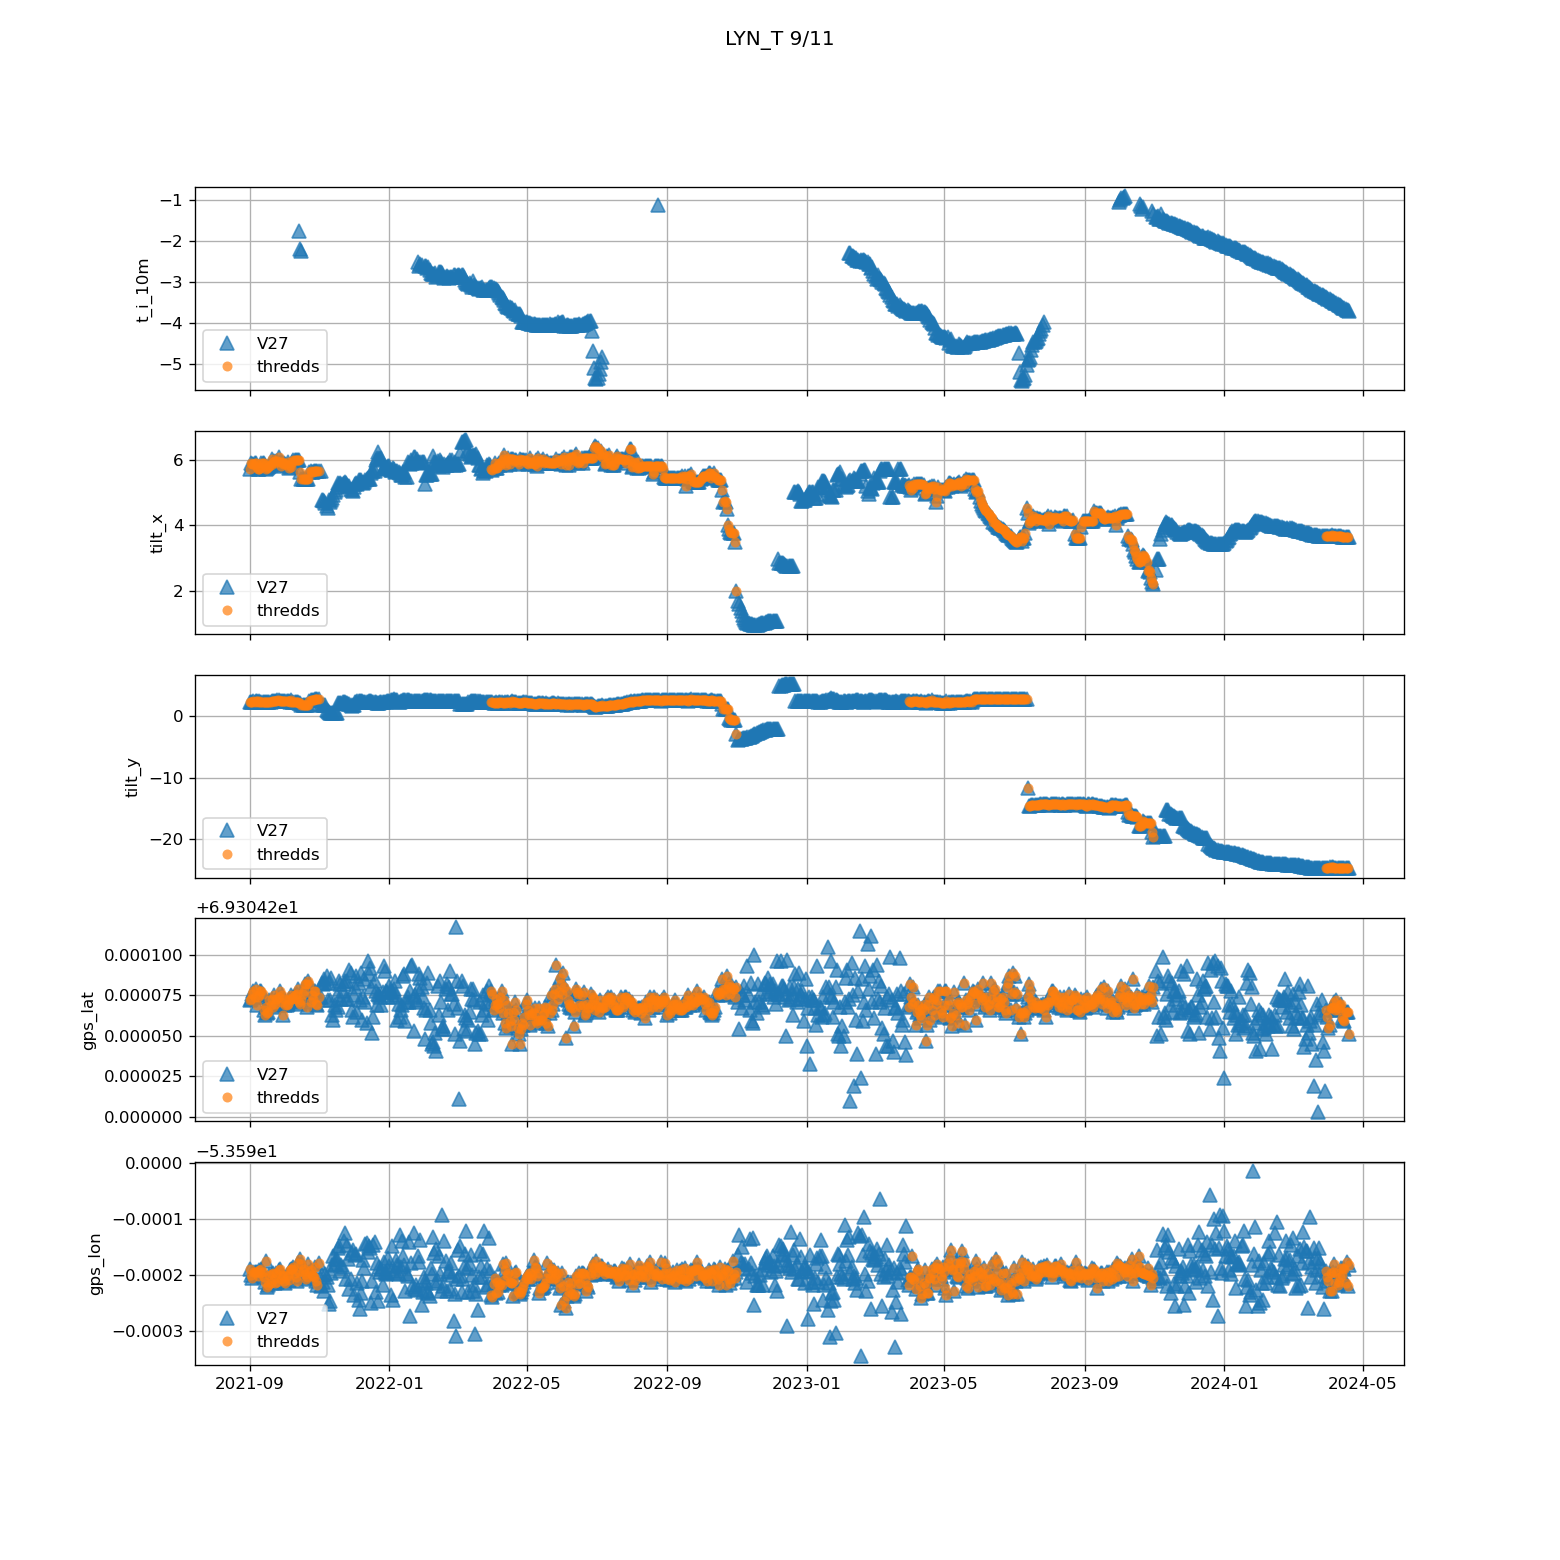 LYN_T 9/11
−1
−2
−3
−4
−5
t_i_10m
V27
thredds
6
4
2
tilt_x
V27
thredds
0
−10
−20
tilt_y
V27
thredds
+6.93042e1
0.000100
0.000075
0.000050
0.000025
0.000000
gps_lat
V27
thredds
−5.359e1
0.0000
−0.0001
−0.0002
−0.0003
gps_lon
V27
thredds
2021-09 2022-01 2022-05 2022-09 2023-01 2023-05 2023-09 2024-01 2024-05